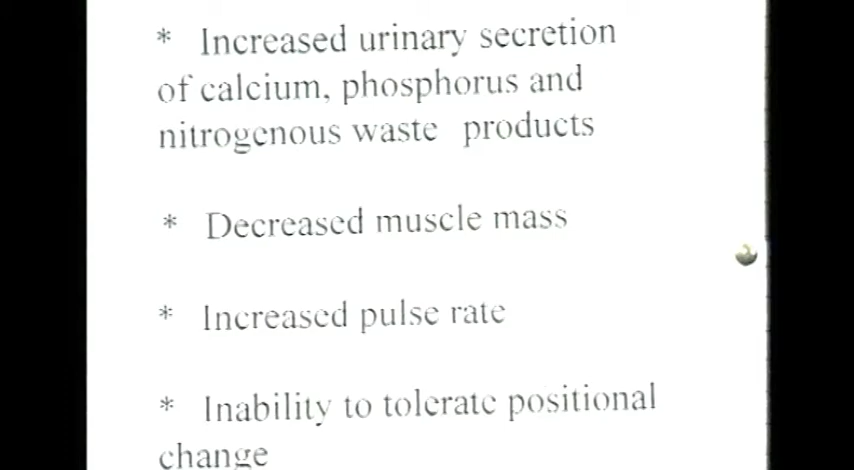 * Increased urinary secretion
of calcium, phosphorus and
nitrogenous waste products
* Decreased muscle mass
* Increased pulse rate
* Inability to tolerate positional
change